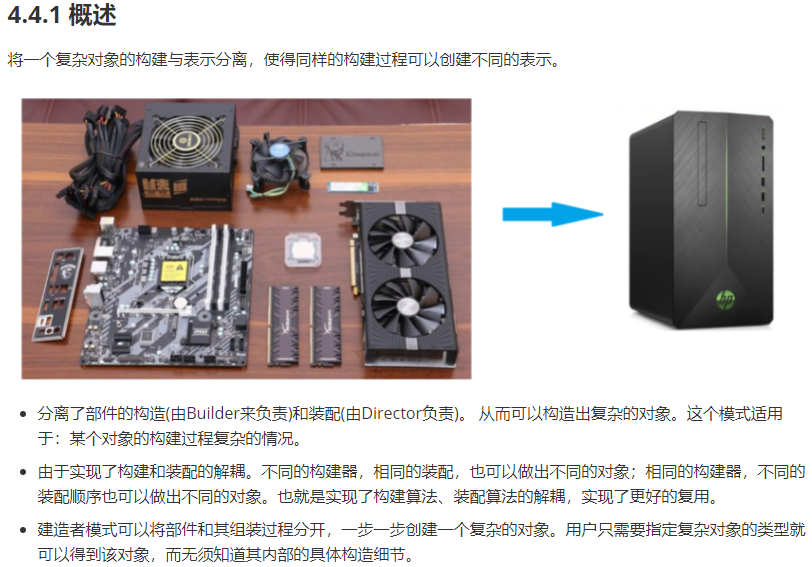 4.4.1 概述
将一个复杂对象的构建与表示分离，使得同样的构建过程可以创建不同的表示。
hp
分离了部件的构造(由Builder来负责)和装配(由Director负责)。 从而可以构造出复杂的对象。这个模式适用
于：某个对象的构建过程复杂的情况。
由于实现了构建和装配的解耦。不同的构建器，相同的装配，也可以做出不同的对象；相同的构建器，不同的
装配顺序也可以做出不同的对象。也就是实现了构建算法、装配算法的解耦，实现了更好的复用。
建造者模式可以将部件和其组装过程分开，一步一步创建一个复杂的对象。用户只需要指定复杂对象的类型就
可以得到该对象，而无须知道其内部的具体构造细节。